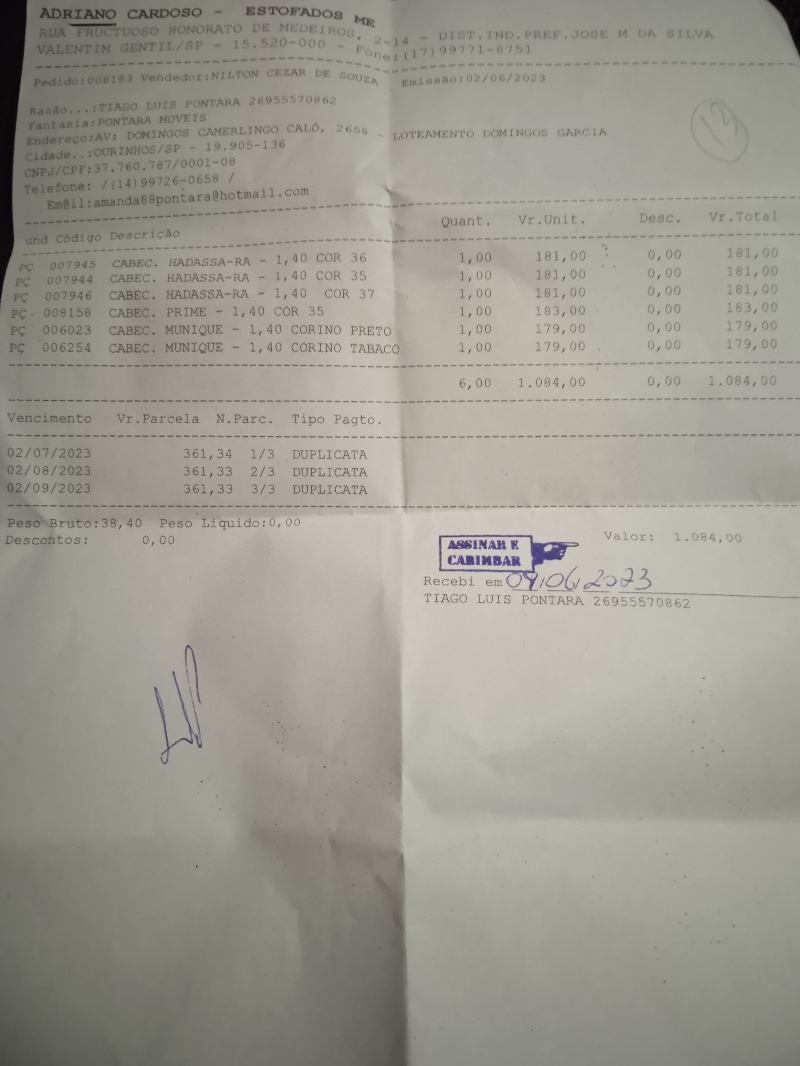 ADRIANO CARDOSO - ESTOFADOS ME
RUA FRUCTUOSO HONORATO DE MEDEIROS, 2-14 - DIST.IND.PREF.JOSE M DA SILVA
VALENTIM GENTIL/SP - 15.520-000 - Fone:(17)99771-8751
Pedido:008183 Vendedor:NILTON CEZAR DE SOUZA Emissão:02/06/2023
13
Razão...:TIAGO LUIS PONTARA 26955570862
Fantasia:PONTARA MOVEIS
Endereço:AV: DOMINGOS CAMERLINGO CALÓ, 2658 - LOTEAMENTO DOMINGOS GARCIA
Cidade..:OURINHOS/SP - 19.905-136
CNPJ/CPF:37.760.787/0001-08
Telefone: /(14)99726-0658 /
Em@il:amanda88pontara@hotmail.com
und Código Descrição Quant. Vr.Unit. Desc. Vr.Total
PÇ 007945 CABEC. HADASSA-RA - 1,40 COR 36 1,00 181,00 0,00 181,00
PÇ 007944 CABEC. HADASSA-RA - 1,40 COR 35 1,00 181,00 0,00 181,00
PÇ 007946 CABEC. HADASSA-RA - 1,40 COR 37 1,00 181,00 0,00 181,00
PÇ 008158 CABEC. PRIME - 1,40 COR 35 1,00 183,00 0,00 183,00
PÇ 006023 CABEC. MUNIQUE - 1,40 CORINO PRETO 1,00 179,00 0,00 179,00
PÇ 006254 CABEC. MUNIQUE - 1,40 CORINO TABACO 1,00 179,00 0,00 179,00
6,00 1.084,00 0,00 1.084,00
Vencimento Vr.Parcela N.Parc. Tipo Pagto.
02/07/2023 361,34 1/3 DUPLICATA
02/08/2023 361,33 2/3 DUPLICATA
02/09/2023 361,33 3/3 DUPLICATA
Peso Bruto:38,40 Peso Liquido:0,00
Descontos: 0,00
Valor: 1.084,00
ASSINAR E
CARIMBAR
Recebi em 09/06/2023
TIAGO LUIS PONTARA 26955570862